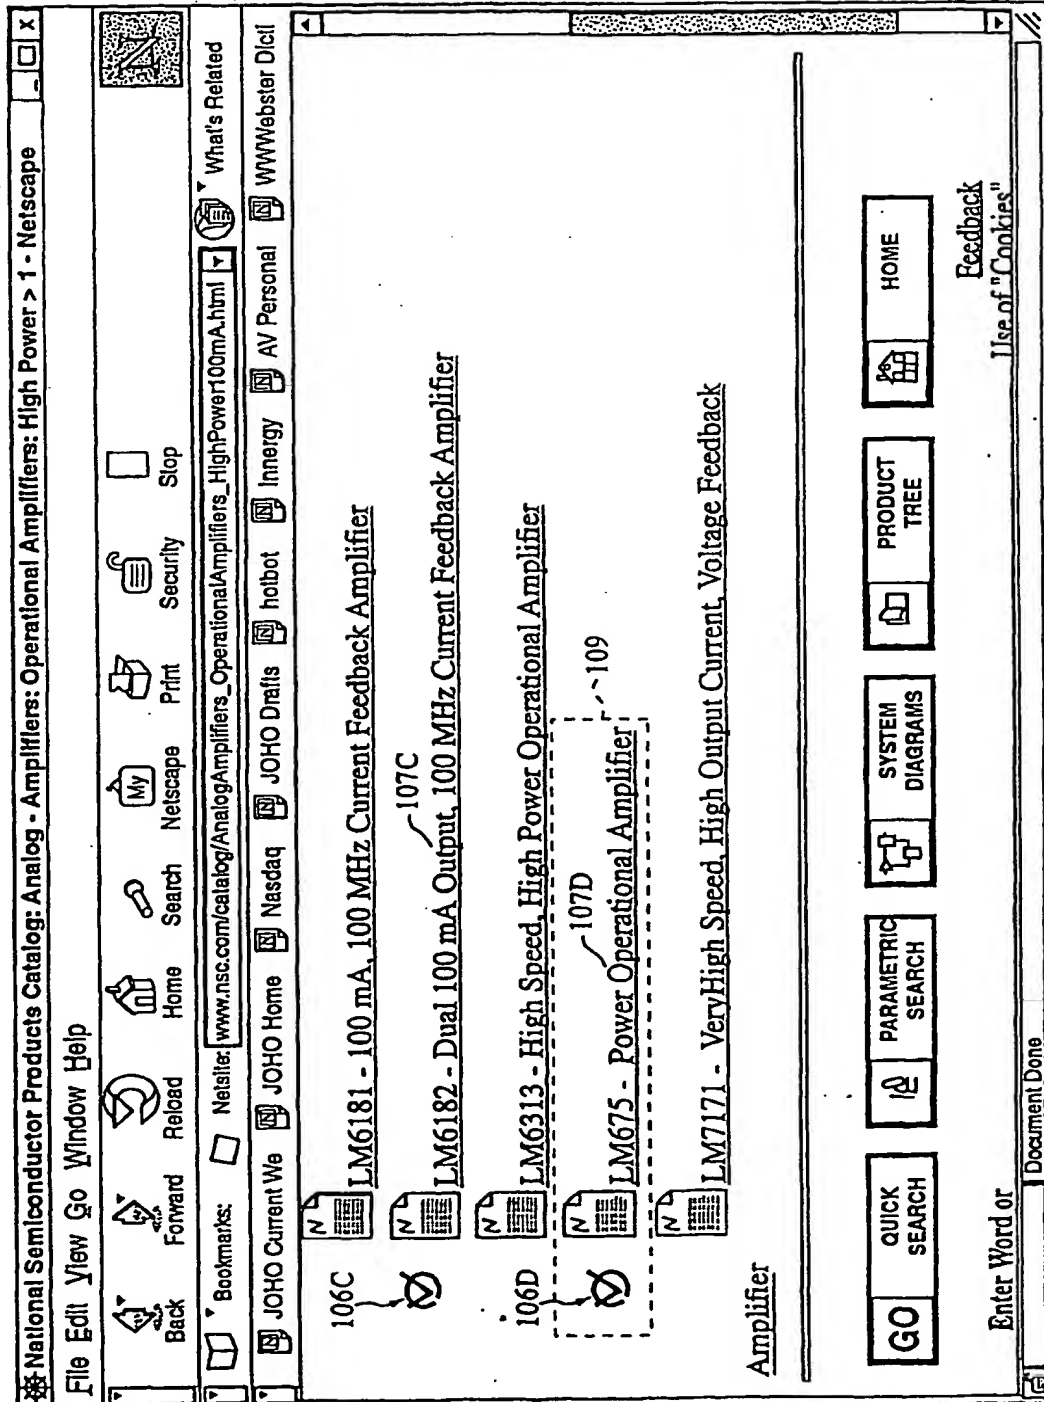 National Semiconductor Products Catalog: Analog - Amplifiers: Operational Amplifiers: High Power > 1 - Netscape
File Edit View Go Window Help
Back Forward Reload Home Search Netscape Print Security Stop
My
N
Bookmarks: Netsite: www.nsc.com/catalog/AnalogAmplifiers_OperationalAmplifiers_HighPower100mA.html What's Related
JOHO Current We JOHO Home Nasdaq JOHO Drafts hotbot Innergy AV Personal WWWebster Dicti
N LM6181 - 100 mA, 100 MHz Current Feedback Amplifier
106C
107C
N LM6182 - Dual 100 mA Output, 100 MHz Current Feedback Amplifier
N LM6313 - High Speed, High Power Operational Amplifier
106D
107D
109
N LM675 - Power Operational Amplifier
N LM7171 - VeryHigh Speed, High Output Current, Voltage Feedback
Amplifier
GO QUICK SEARCH
PARAMETRIC SEARCH
SYSTEM DIAGRAMS
PRODUCT TREE
HOME
Feedback
Enter Word or
Use of "Cookies"
Document Done